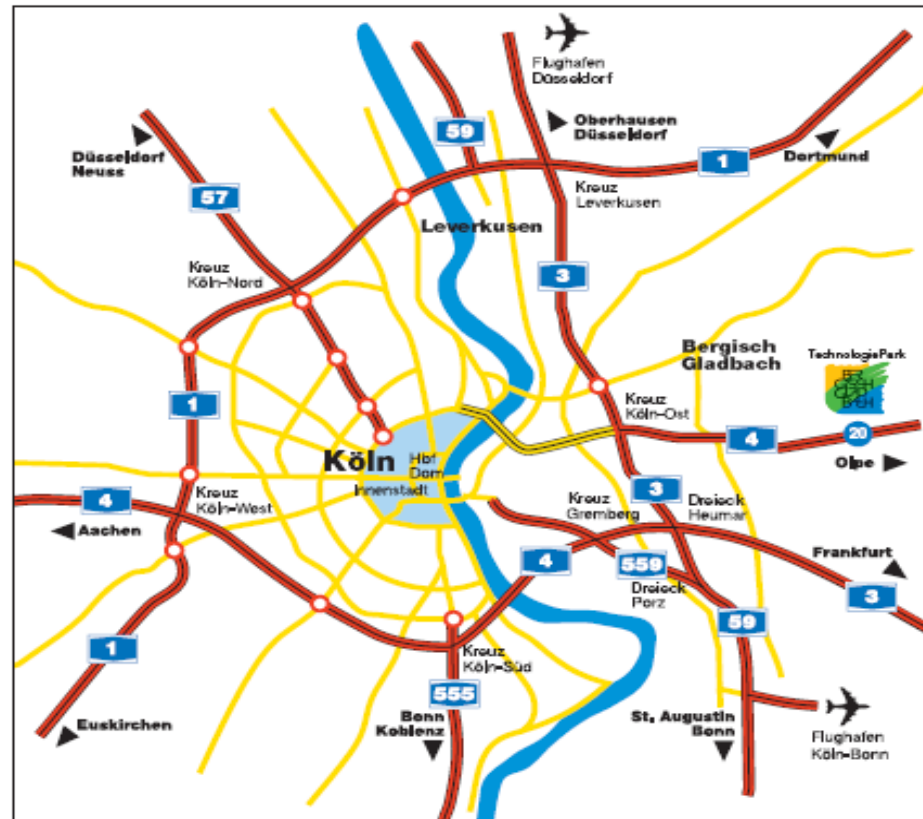 Flughafen
Düsseldorf
59
Oberhausen
Düsseldorf
1
Dortmund
Düsseldorf
Neuss
57
Kreuz
Leverkusen
Leverkusen
Kreuz
Köln-Nord
3
Bergisch
Gladbach
TechnologiePark
1
Kreuz
Köln-Ost
4
20
Olpe
Köln
Hbf
Dom
Innenstadt
4
Aachen
Kreuz
Köln-West
3
Kreuz
Gremberg
Dreieck
Heumar
4
559
Frankfurt
3
Dreieck
Porz
59
1
Kreuz
Köln-Süd
555
Euskirchen
Bonn
Koblenz
St. Augustin
Bonn
Flughafen
Köln-Bonn